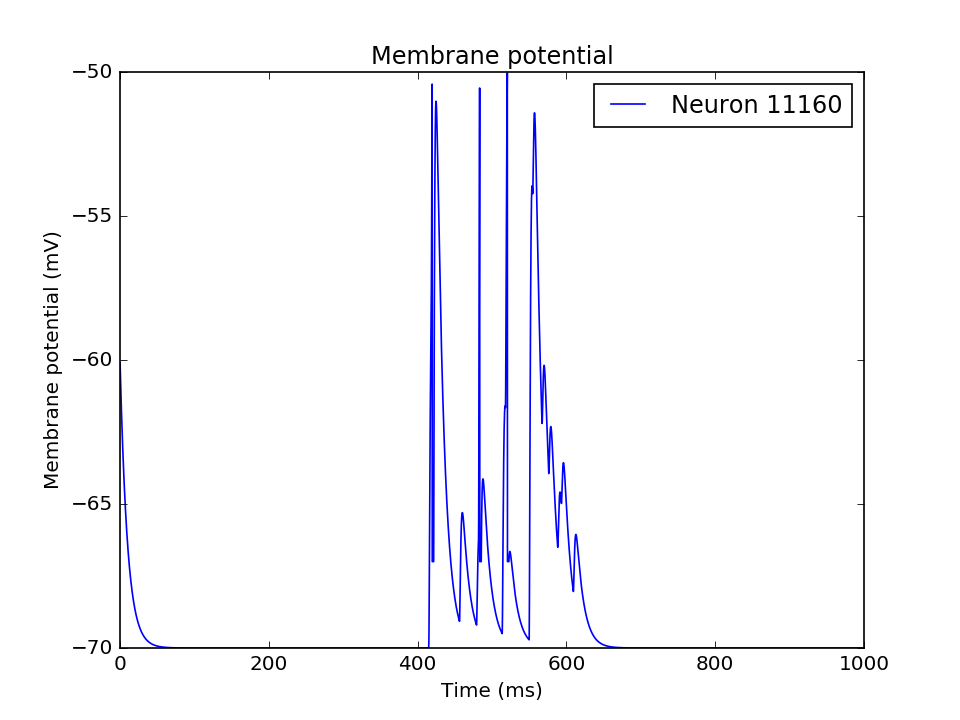 Membrane potential
Neuron 11160
Membrane potential (mV)
−50
−55
−60
−65
−70
0 200 400 600 800 1000
Time (ms)